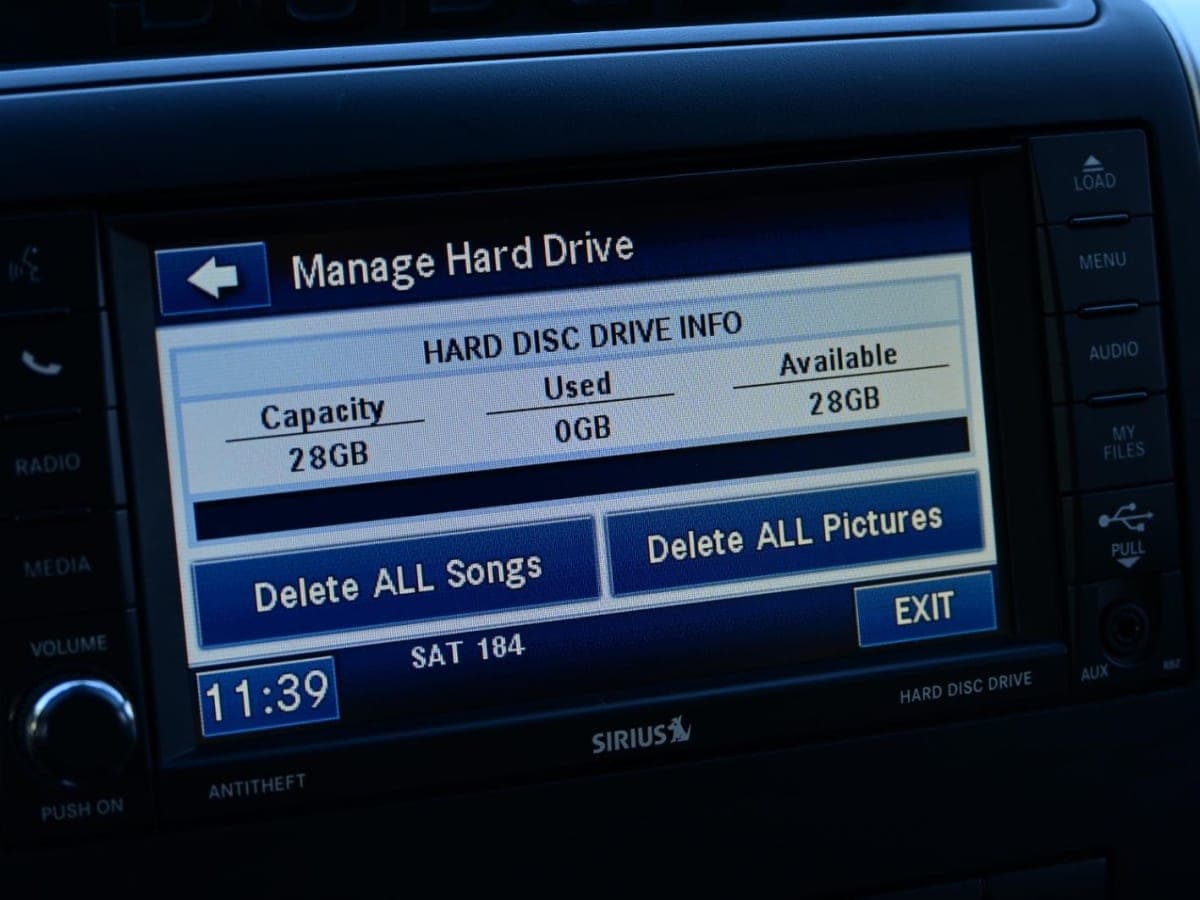 LOAD
Manage Hard Drive
MENU
HARD DISC DRIVE INFO
Capacity Used Available
28GB 0GB 28GB
AUDIO
MY
FILES
RADIO
Delete ALL Songs Delete ALL Pictures
PULL
MEDIA
EXIT
VOLUME
SAT 184
11:39
AUX
HARD DISC DRIVE
SIRIUS
ANTITHEFT
PUSH ON